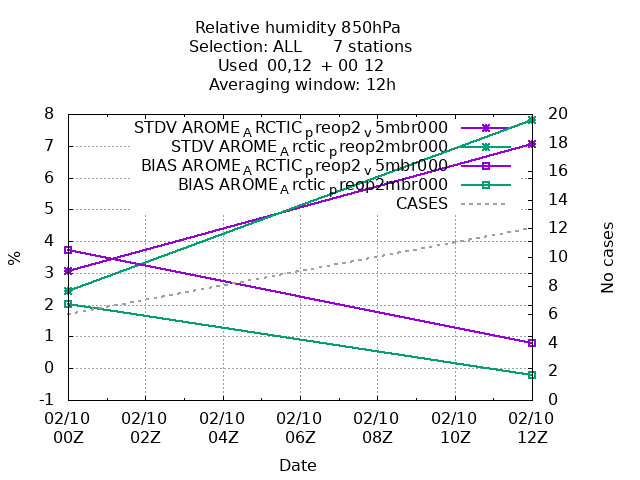 Relative humidity 850hPa
Selection: ALL 7 stations
Used 00,12 + 00 12
Averaging window: 12h
STDV AROME_ARCTIC_preop2_v5mbr000
STDV AROME_Arctic_preop2mbr000
BIAS AROME_ARCTIC_preop2_v5mbr000
BIAS AROME_Arctic_preop2mbr000
CASES
8
7
6
5
4
3
2
1
0
-1
%
20
18
16
14
12
10
8
6
4
2
0
No cases
02/10 02/10 02/10 02/10 02/10 02/10 02/10
00Z 02Z 04Z 06Z 08Z 10Z 12Z
Date